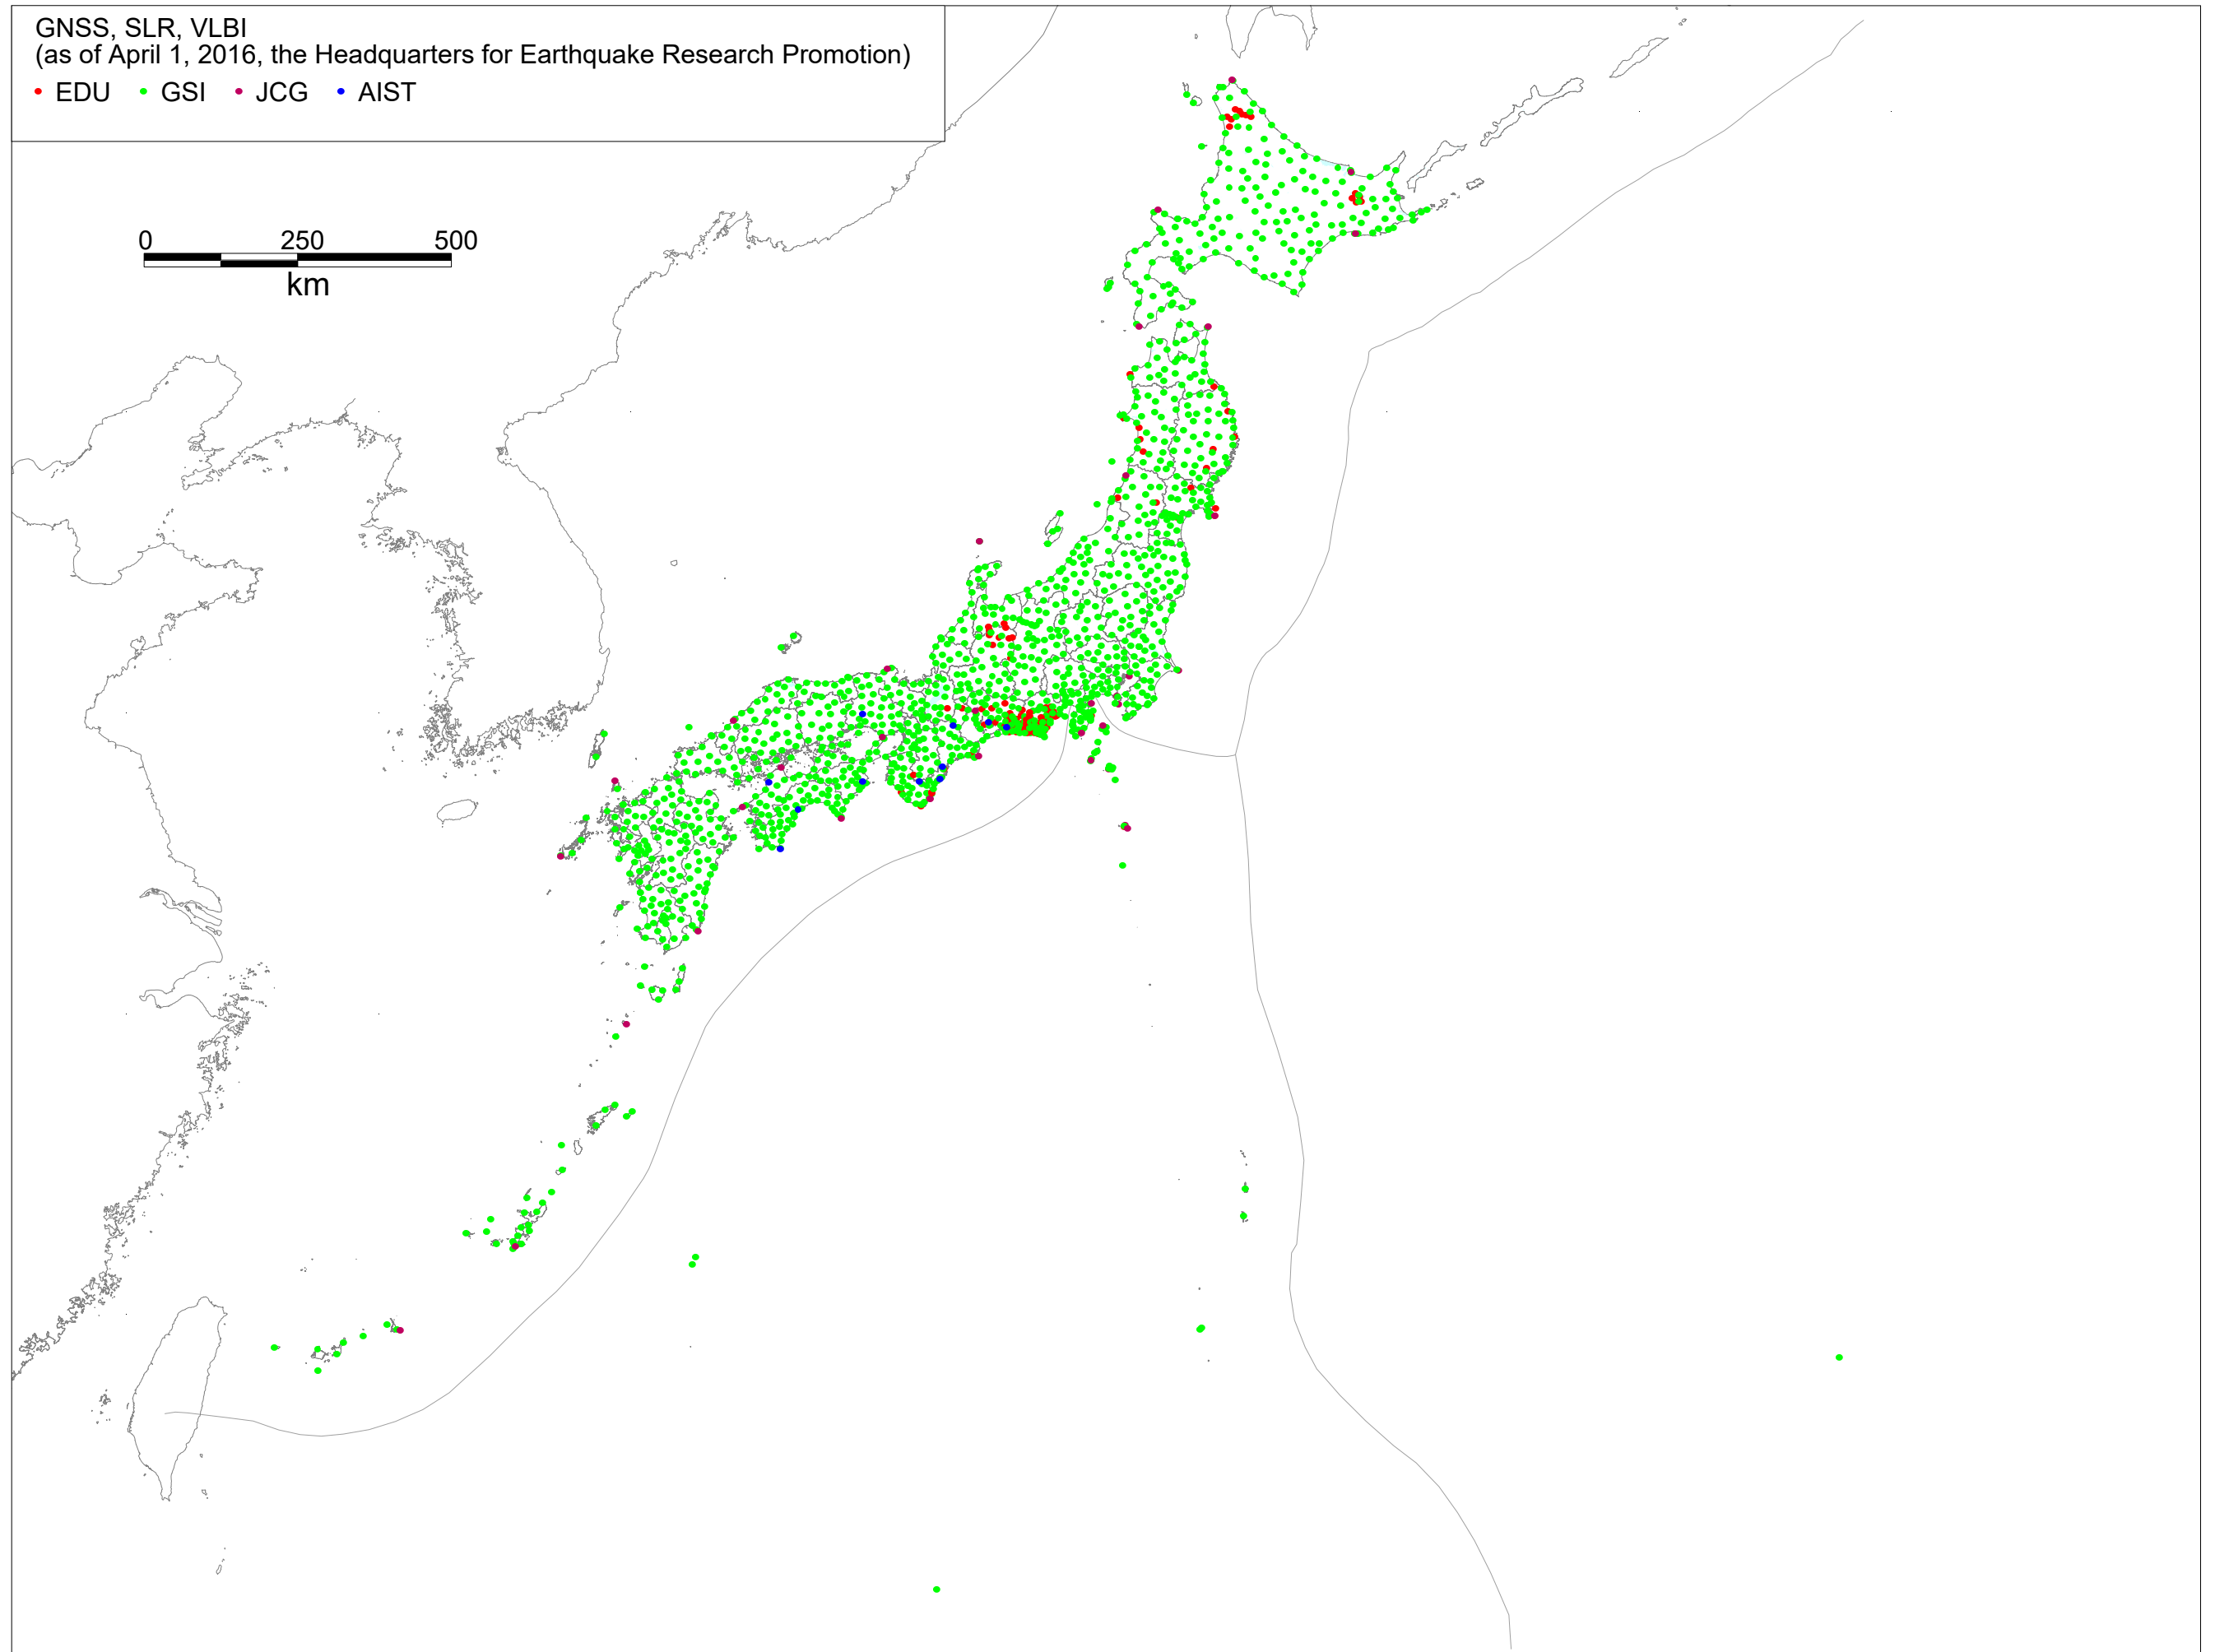 GNSS, SLR, VLBI
(as of April 1, 2016, the Headquarters for Earthquake Research Promotion)
EDU GSI JCG AIST
0 250 500
km